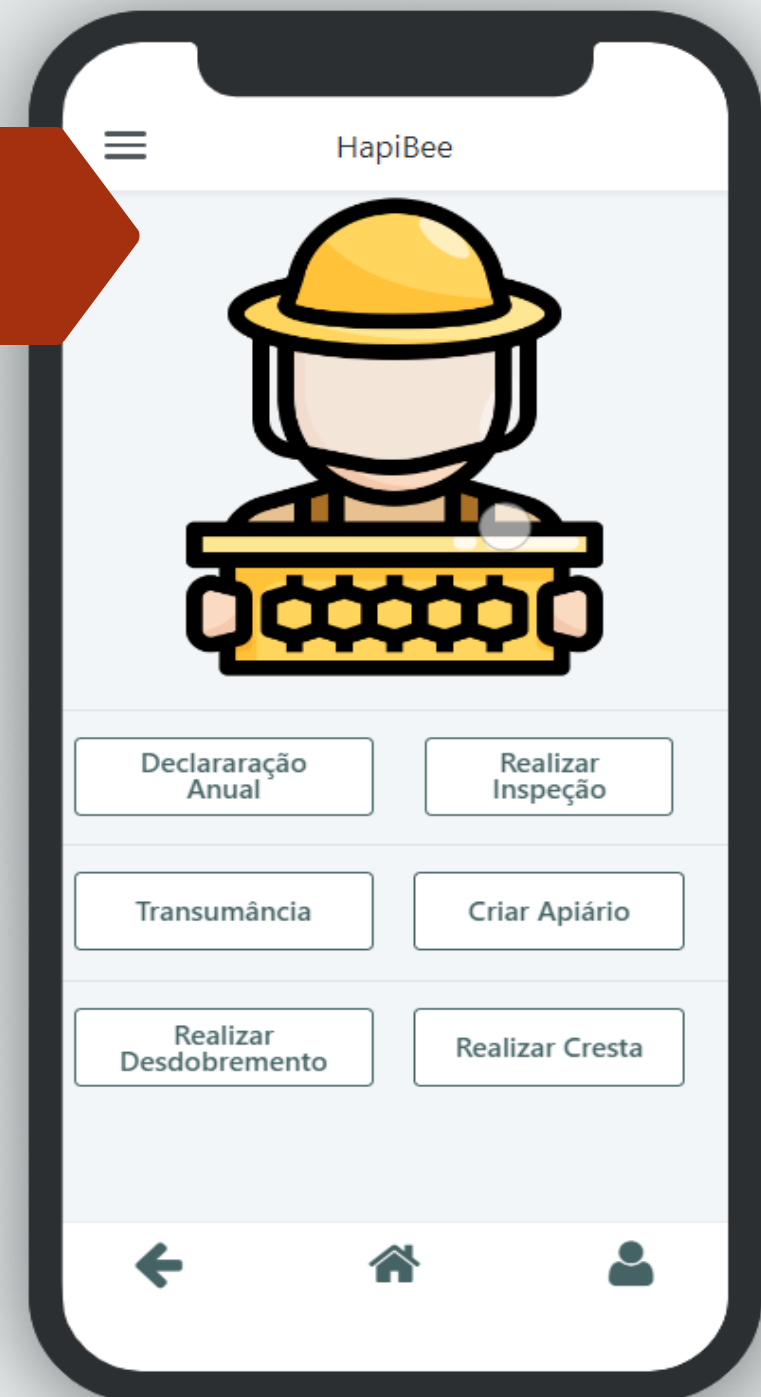 HapiBee
Declararação
Anual
Realizar
Inspeção
Transumância
Criar Apiário
Realizar
Desdobremento
Realizar Cresta